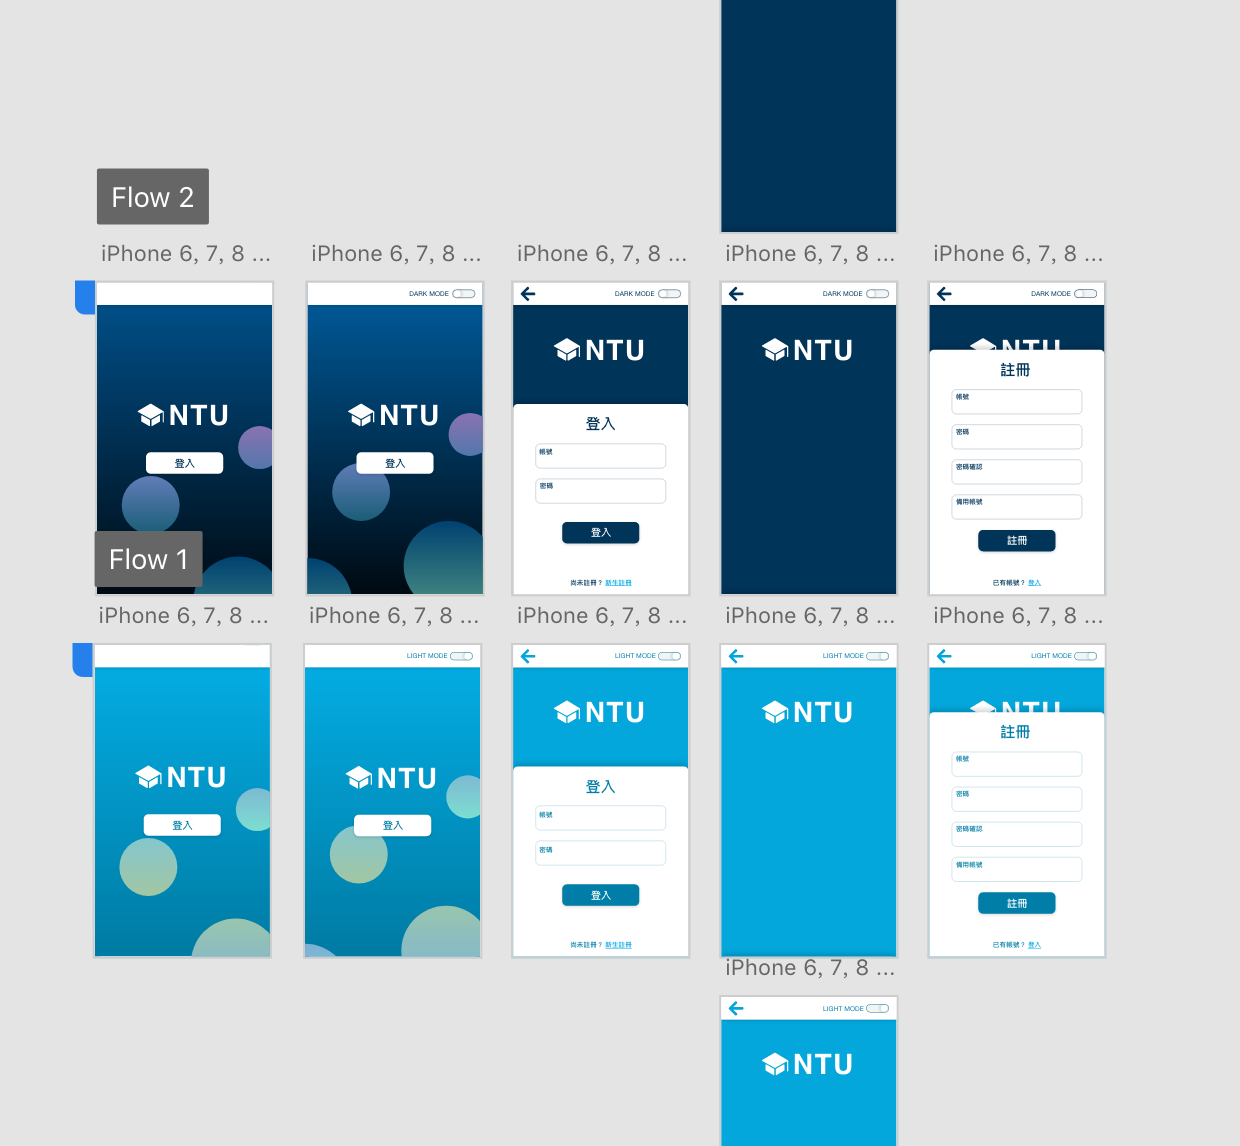 Flow 2
iPhone 6, 7, 8 ...
iPhone 6, 7, 8 ...
iPhone 6, 7, 8 ...
iPhone 6, 7, 8 ...
iPhone 6, 7, 8 ...
NTU
登入
DARK MODE
NTU
登入
DARK MODE
NTU
登入
帳號
密碼
登入
尚未註冊？ 新生註冊
DARK MODE
NTU
DARK MODE
NTU
註冊
帳號
密碼
密碼確認
備用帳號
註冊
已有帳號？ 登入
Flow 1
iPhone 6, 7, 8 ...
iPhone 6, 7, 8 ...
iPhone 6, 7, 8 ...
iPhone 6, 7, 8 ...
iPhone 6, 7, 8 ...
NTU
登入
LIGHT MODE
NTU
登入
LIGHT MODE
NTU
登入
帳號
密碼
登入
尚未註冊？ 新生註冊
LIGHT MODE
NTU
LIGHT MODE
NTU
註冊
帳號
密碼
密碼確認
備用帳號
註冊
已有帳號？ 登入
iPhone 6, 7, 8 ...
LIGHT MODE
NTU